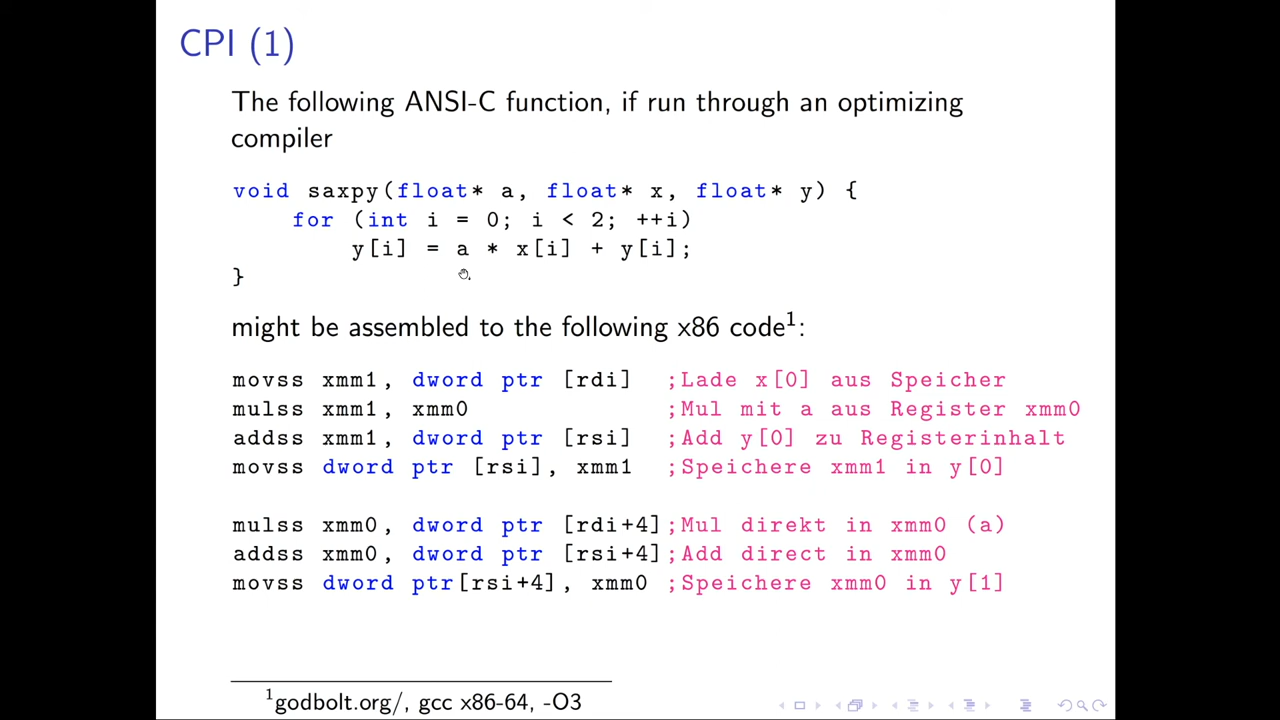 CPI (1)
The following ANSI-C function, if run through an optimizing
compiler
void saxpy(float* a, float* x, float* y) {
    for (int i = 0; i < 2; ++i)
        y[i] = a * x[i] + y[i];
}
might be assembled to the following x86 code1:
movss xmm1, dword ptr [rdi] ;Lade x[0] aus Speicher
mulss xmm1, xmm0 ;Mul mit a aus Register xmm0
addss xmm1, dword ptr [rsi] ;Add y[0] zu Registerinhalt
movss dword ptr [rsi], xmm1 ;Speichere xmm1 in y[0]
mulss xmm0, dword ptr [rdi+4];Mul direkt in xmm0 (a)
addss xmm0, dword ptr [rsi+4];Add direct in xmm0
movss dword ptr[rsi+4], xmm0 ;Speichere xmm0 in y[1]
1godbolt.org/, gcc x86-64, -O3